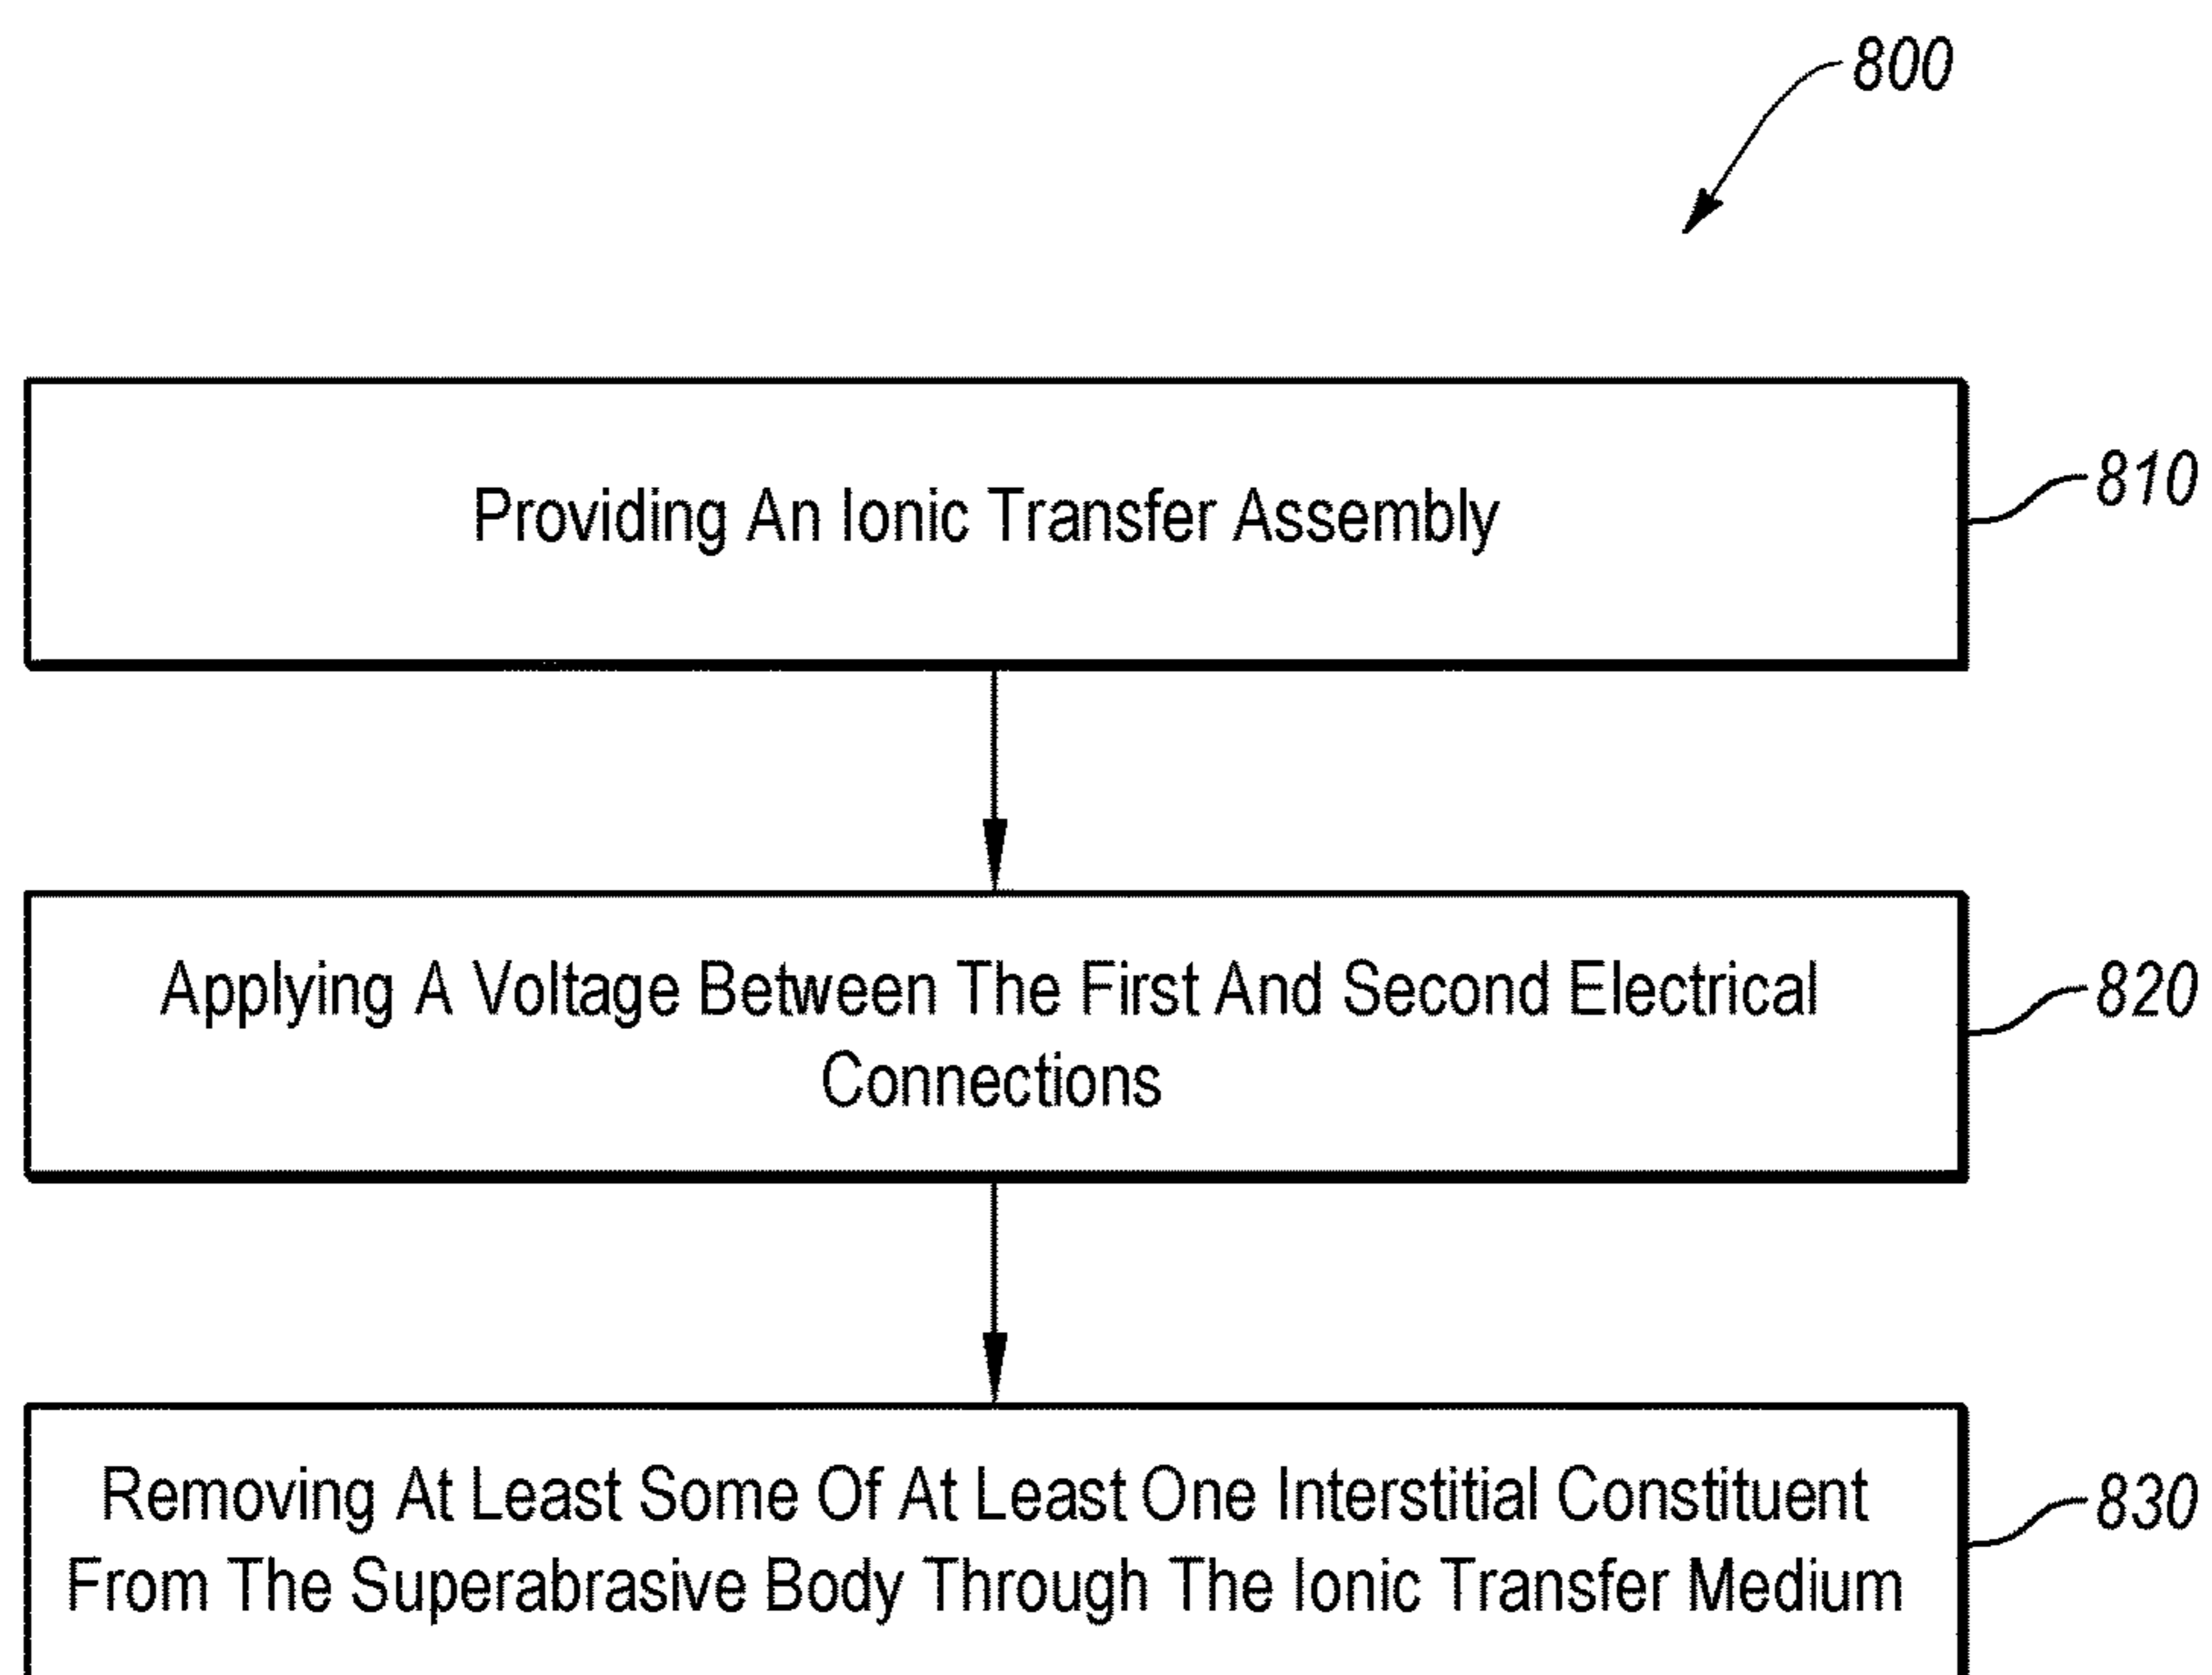 800
Providing An Ionic Transfer Assembly
810
Applying A Voltage Between The First And Second Electrical
Connections
820
Removing At Least Some Of At Least One Interstitial Constituent
From The Superabrasive Body Through The Ionic Transfer Medium
830